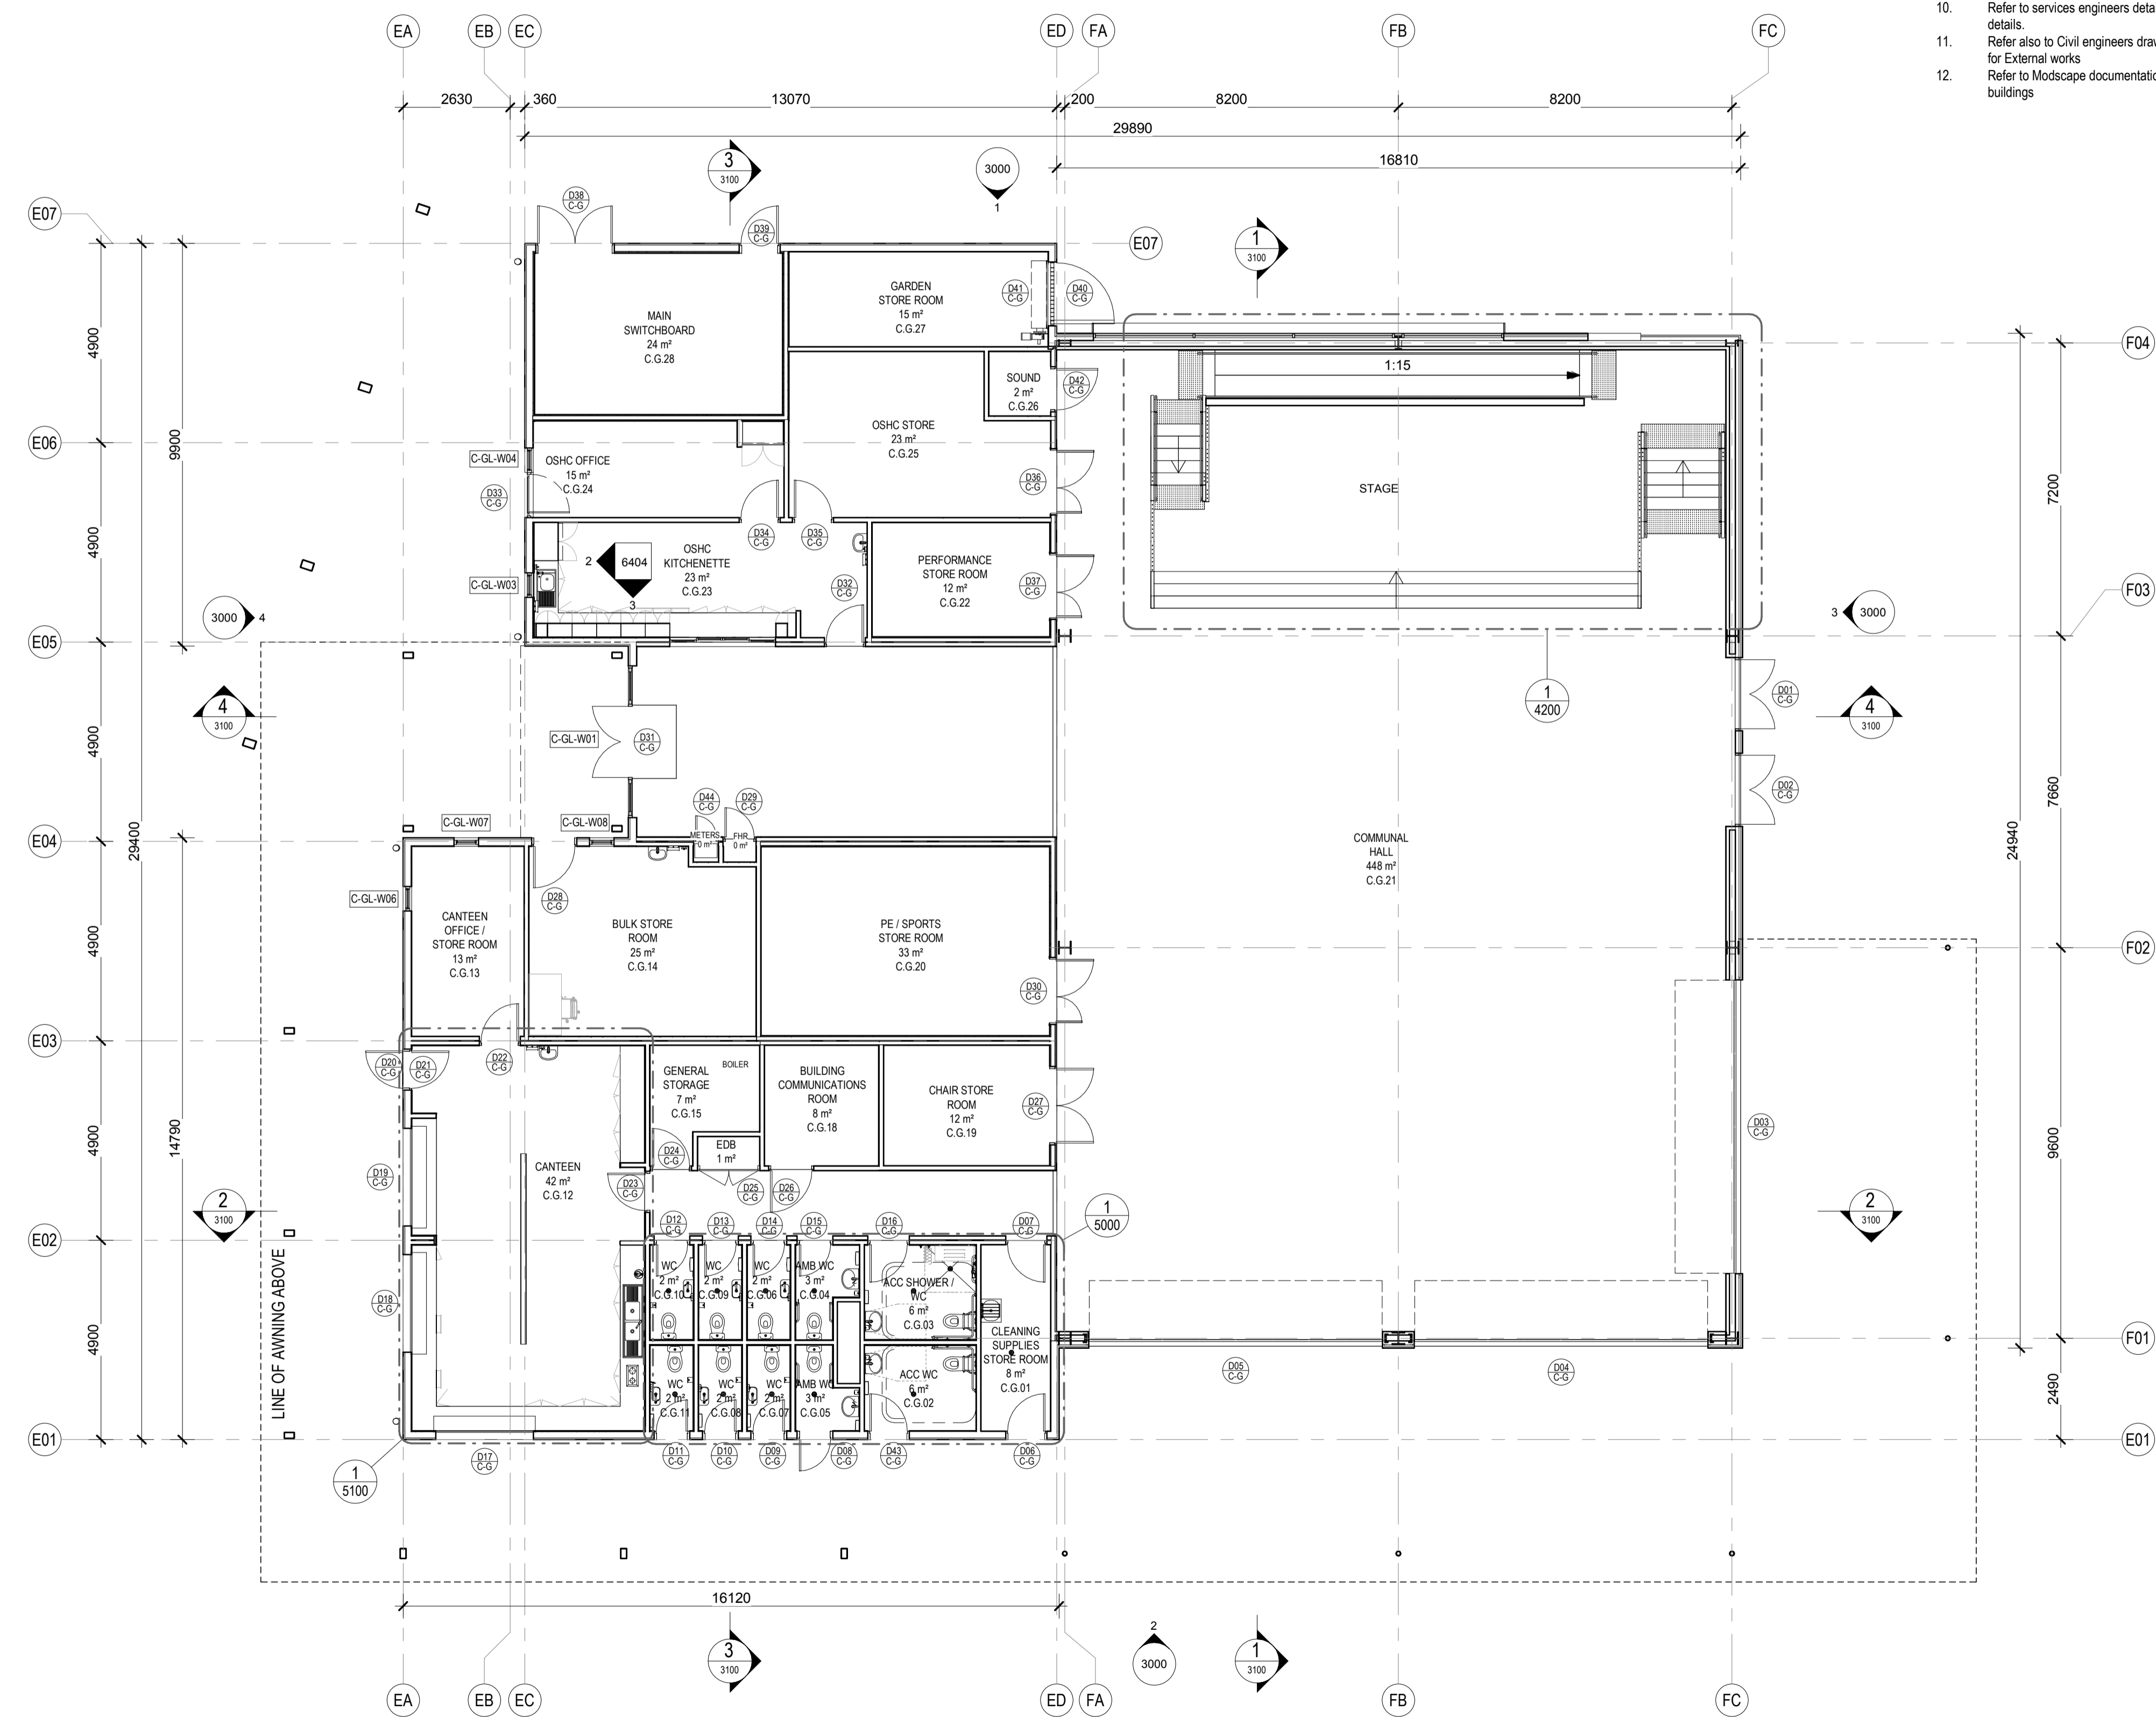 10. Refer to services engineers deta
details.
11. Refer also to Civil engineers dra
for External works
12. Refer to Modscape documentatio
buildings
EA EB EC ED FA FB FC
2630 360 13070 200 8200 8200
29890
16810
3
3100
3000
1
1
3100
E07
E07
D38
C-G
D39
C-G
MAIN
SWITCHBOARD
24 m²
C.G.28
GARDEN
STORE ROOM
15 m²
C.G.27
D41
C-G
D40
C-G
4900
9900
F04
E06
SOUND
2 m²
C.G.26
D42
C-G
1:15
OSHC STORE
23 m²
C.G.25
C-GL-W04
OSHC OFFICE
15 m²
C.G.24
D33
C-G
D36
C-G
STAGE
7200
4900
D34
C-G
D35
C-G
2
6404
3
OSHC
KITCHENETTE
23 m²
C.G.23
C-GL-W03
D32
C-G
PERFORMANCE
STORE ROOM
12 m²
C.G.22
D37
C-G
F03
3000
4
3
3000
E05
4
3100
1
4200
D01
C-G
4
3100
4900
C-GL-W01
D31
C-G
D02
C-G
7660
D44
C-G
D29
C-G
C-GL-W07
C-GL-W08
METERS
0 m²
FHR
0 m²
E04
29400
24940
COMMUNAL
HALL
448 m²
C.G.21
C-GL-W06
D28
C-G
CANTEEN
OFFICE /
STORE ROOM
13 m²
C.G.13
BULK STORE
ROOM
25 m²
C.G.14
PE / SPORTS
STORE ROOM
33 m²
C.G.20
4900
F02
D30
C-G
E03
D20
C-G
D21
C-G
D22
C-G
GENERAL
STORAGE
7 m²
C.G.15
BOILER
BUILDING
COMMUNICATIONS
ROOM
8 m²
C.G.18
CHAIR STORE
ROOM
12 m²
C.G.19
D27
C-G
D03
C-G
4900
14790
9600
D24
C-G
EDB
1 m²
D19
C-G
CANTEEN
42 m²
C.G.12
D23
C-G
D25
C-G
D26
C-G
2
3100
2
3100
1
5000
D12
C-G
D13
C-G
D14
C-G
D15
C-G
D16
C-G
D07
C-G
E02
LINE OF AWNING ABOVE
WC
2 m²
C.G.10
WC
2 m²
C.G.09
WC
2 m²
C.G.06
AMB WC
3 m²
C.G.04
ACC SHOWER /
WC
6 m²
C.G.03
D18
C-G
4900
CLEANING
SUPPLIES
STORE ROOM
8 m²
C.G.01
F01
WC
2 m²
C.G.11
WC
2 m²
C.G.08
WC
2 m²
C.G.07
AMB WC
3 m²
C.G.05
ACC WC
6 m²
C.G.02
D05
C-G
D04
C-G
2490
E01
E01
D17
C-G
D11
C-G
D10
C-G
D09
C-G
D08
C-G
D43
C-G
D06
C-G
1
5100
16120
3
3100
2
3000
1
3100
EA EB EC ED FA FB FC